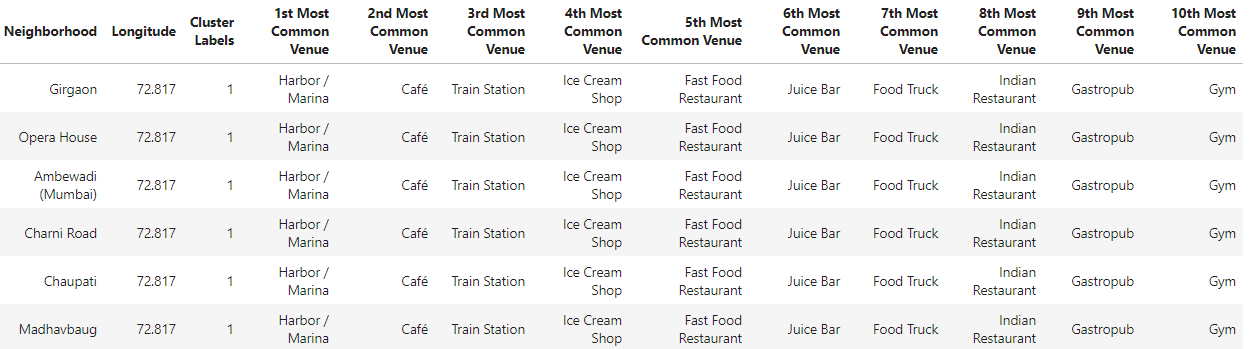 Neighborhood Longitude Cluster Labels 1st Most Common Venue 2nd Most Common Venue 3rd Most Common Venue 4th Most Common Venue 5th Most Common Venue 6th Most Common Venue 7th Most Common Venue 8th Most Common Venue 9th Most Common Venue 10th Most Common Venue
Girgaon 72.817 1 Harbor / Marina Café Train Station Ice Cream Shop Fast Food Restaurant Juice Bar Food Truck Indian Restaurant Gastropub Gym
Opera House 72.817 1 Harbor / Marina Café Train Station Ice Cream Shop Fast Food Restaurant Juice Bar Food Truck Indian Restaurant Gastropub Gym
Ambewadi (Mumbai) 72.817 1 Harbor / Marina Café Train Station Ice Cream Shop Fast Food Restaurant Juice Bar Food Truck Indian Restaurant Gastropub Gym
Charni Road 72.817 1 Harbor / Marina Café Train Station Ice Cream Shop Fast Food Restaurant Juice Bar Food Truck Indian Restaurant Gastropub Gym
Chaupati 72.817 1 Harbor / Marina Café Train Station Ice Cream Shop Fast Food Restaurant Juice Bar Food Truck Indian Restaurant Gastropub Gym
Madhavbaug 72.817 1 Harbor / Marina Café Train Station Ice Cream Shop Fast Food Restaurant Juice Bar Food Truck Indian Restaurant Gastropub Gym